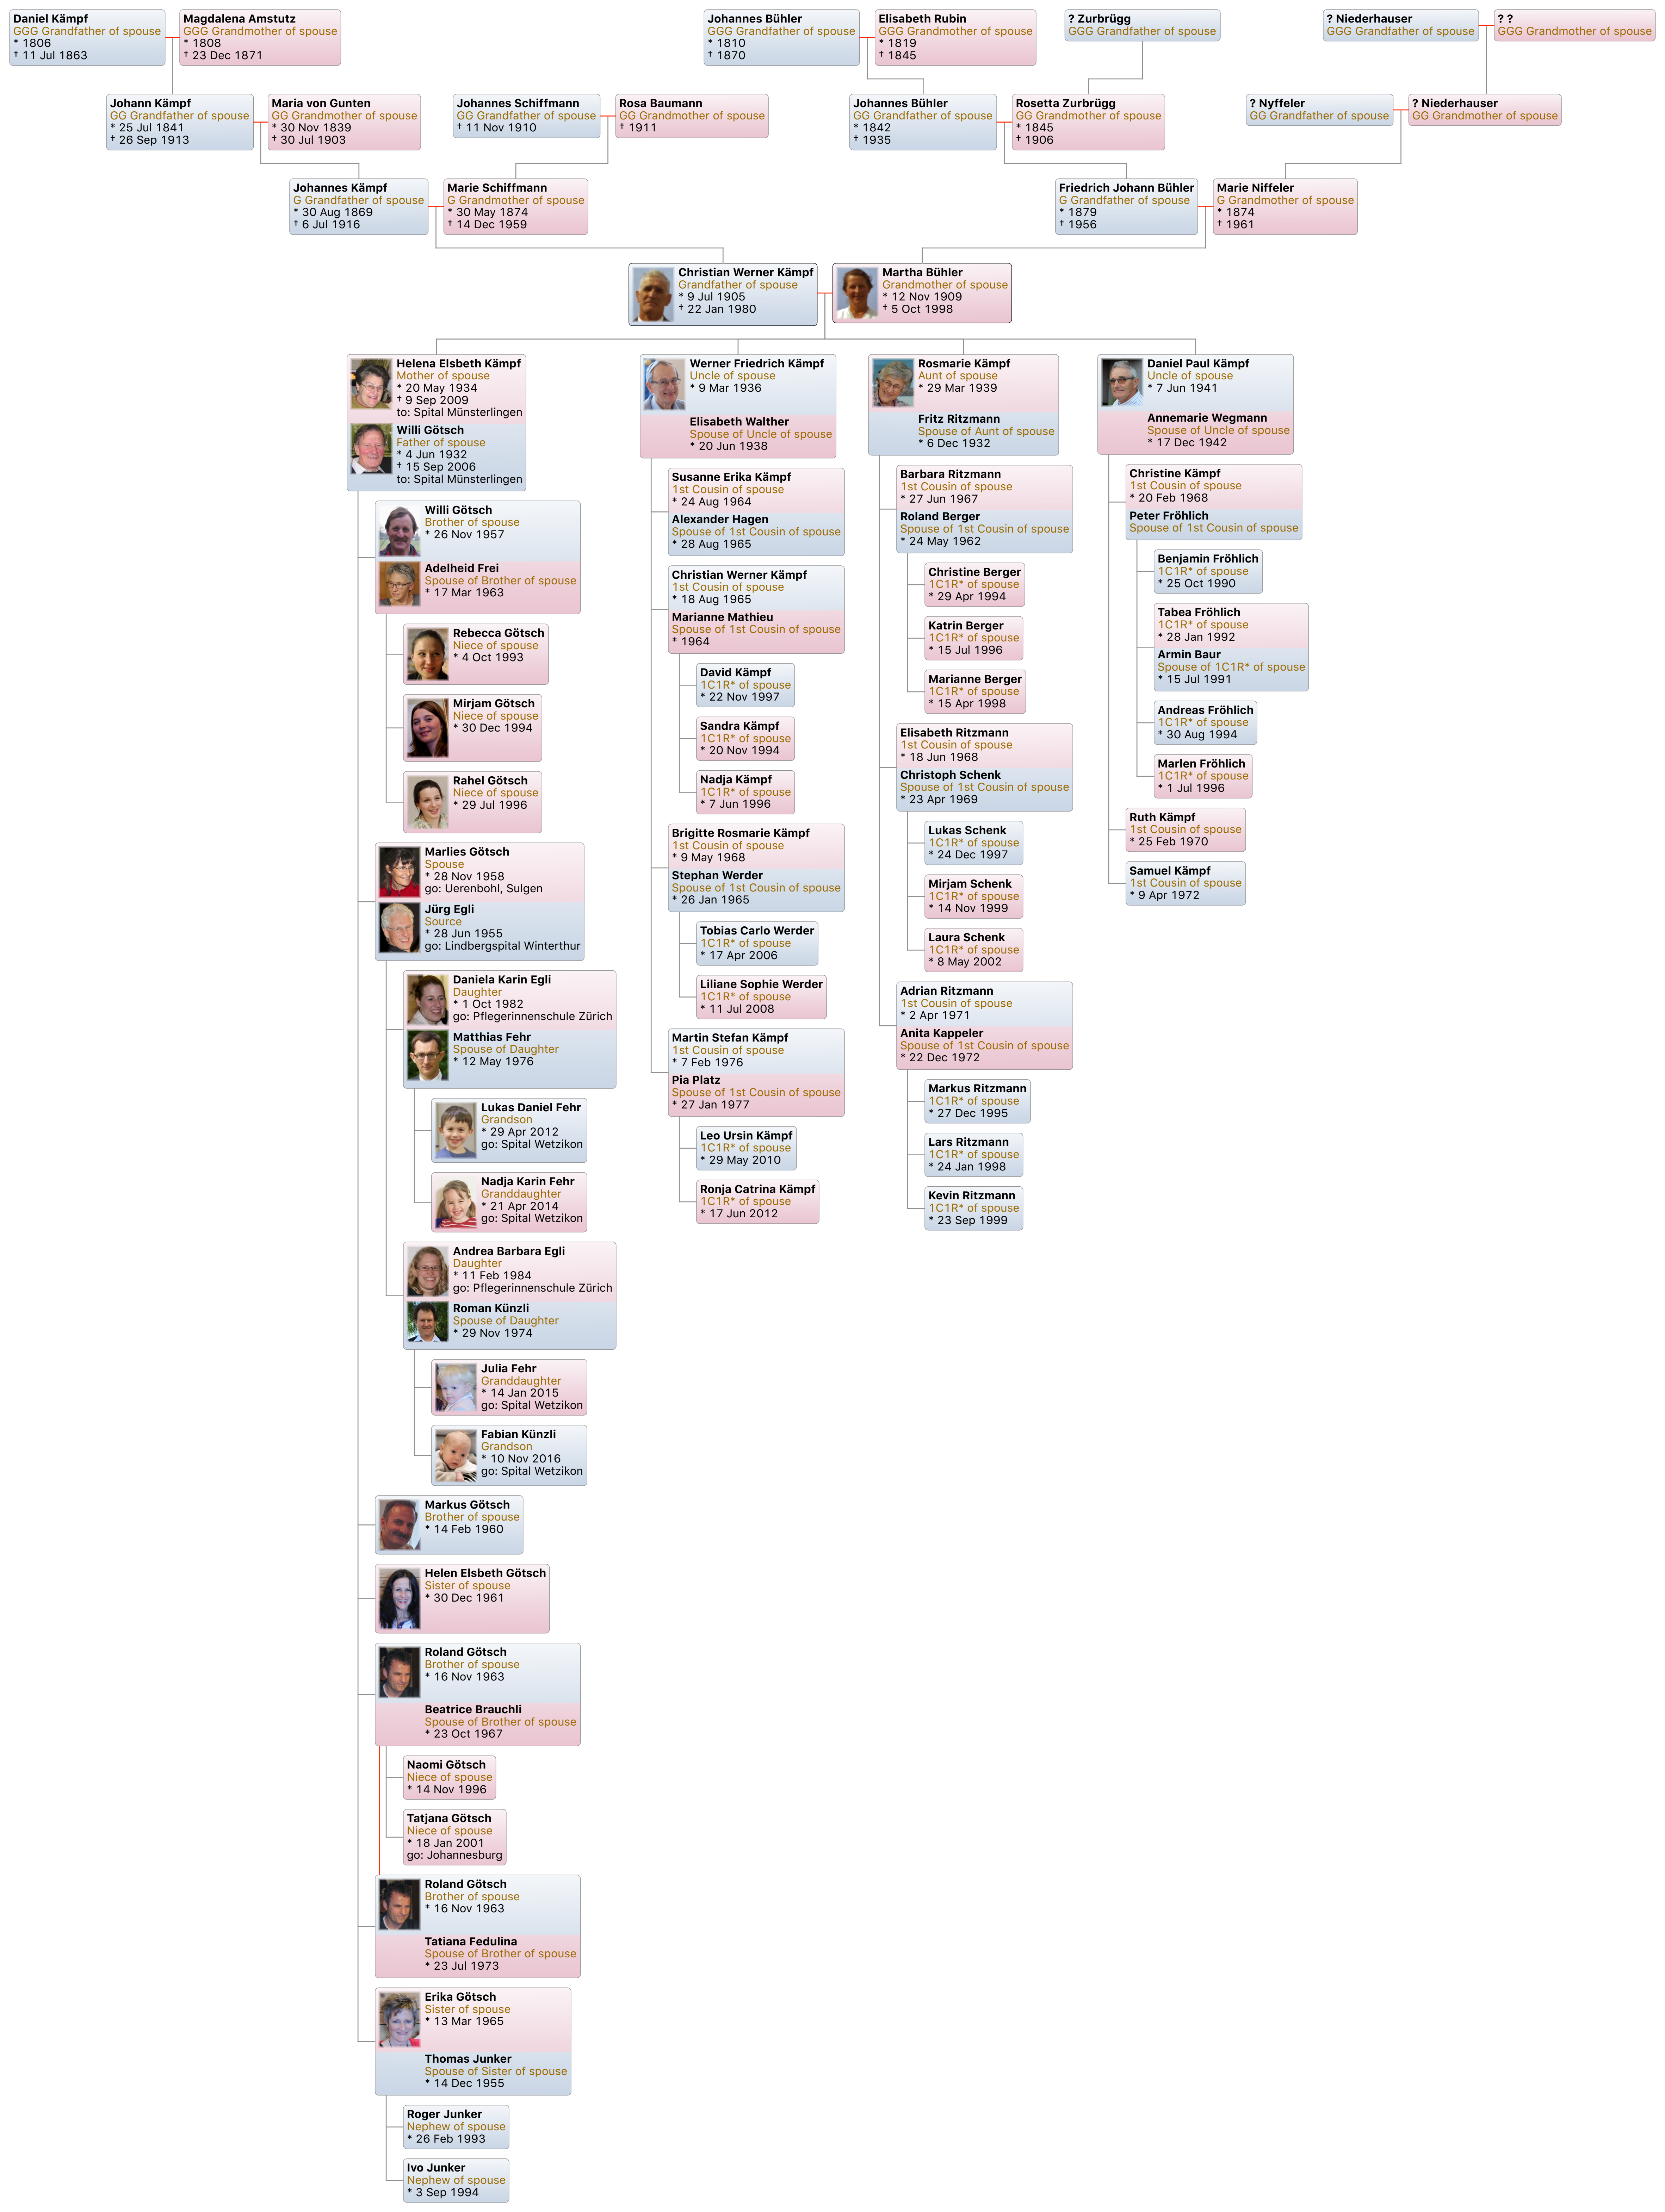 Daniel Kämpf
GGG Grandfather of spouse
* 1806
† 11 Jul 1863
Magdalena Amstutz
GGG Grandmother of spouse
* 1808
† 23 Dec 1871
Johannes Bühler
GGG Grandfather of spouse
* 1810
† 1870
Elisabeth Rubin
GGG Grandmother of spouse
* 1819
† 1845
? Zurbrügg
GGG Grandfather of spouse
? Niederhauser
GGG Grandfather of spouse
? ?
GGG Grandmother of spouse
Johann Kämpf
GG Grandfather of spouse
* 25 Jul 1841
† 26 Sep 1913
Maria von Gunten
GG Grandmother of spouse
* 30 Nov 1839
† 30 Jul 1903
Johannes Schiffmann
GG Grandfather of spouse
† 11 Nov 1910
Rosa Baumann
GG Grandmother of spouse
† 1911
Johannes Bühler
GG Grandfather of spouse
* 1842
† 1935
Rosetta Zurbrügg
GG Grandmother of spouse
* 1845
† 1906
? Nyffeler
GG Grandfather of spouse
? Niederhauser
GG Grandmother of spouse
Johannes Kämpf
G Grandfather of spouse
* 30 Aug 1869
† 6 Jul 1916
Marie Schiffmann
G Grandmother of spouse
* 30 May 1874
† 14 Dec 1959
Friedrich Johann Bühler
G Grandfather of spouse
* 1879
† 1956
Marie Niffeler
G Grandmother of spouse
* 1874
† 1961
Christian Werner Kämpf
Grandfather of spouse
* 9 Jul 1905
† 22 Jan 1980
Martha Bühler
Grandmother of spouse
* 12 Nov 1909
† 5 Oct 1998
Helena Elsbeth Kämpf
Mother of spouse
* 20 May 1934
† 9 Sep 2009
to: Spital Münsterlingen
Willi Götsch
Father of spouse
* 4 Jun 1932
† 15 Sep 2006
to: Spital Münsterlingen
Willi Götsch
Brother of spouse
* 26 Nov 1957
Adelheid Frei
Spouse of Brother of spouse
* 17 Mar 1963
Rebecca Götsch
Niece of spouse
* 4 Oct 1993
Mirjam Götsch
Niece of spouse
* 30 Dec 1994
Rahel Götsch
Niece of spouse
* 29 Jul 1996
Marlies Götsch
Spouse
* 28 Nov 1958
go: Uerenbohl, Sulgen
Jürg Egli
Source
* 28 Jun 1955
go: Lindbergspital Winterthur
Daniela Karin Egli
Daughter
* 1 Oct 1982
go: Pflegerinnenschule Zürich
Matthias Fehr
Spouse of Daughter
* 12 May 1976
Lukas Daniel Fehr
Grandson
* 29 Apr 2012
go: Spital Wetzikon
Nadja Karin Fehr
Granddaughter
* 21 Apr 2014
go: Spital Wetzikon
Andrea Barbara Egli
Daughter
* 11 Feb 1984
go: Pflegerinnenschule Zürich
Roman Künzli
Spouse of Daughter
* 29 Nov 1974
Julia Fehr
Granddaughter
* 14 Jan 2015
go: Spital Wetzikon
Fabian Künzli
Grandson
* 10 Nov 2016
go: Spital Wetzikon
Markus Götsch
Brother of spouse
* 14 Feb 1960
Helen Elsbeth Götsch
Sister of spouse
* 30 Dec 1961
Roland Götsch
Brother of spouse
* 16 Nov 1963
Beatrice Brauchli
Spouse of Brother of spouse
* 23 Oct 1967
Naomi Götsch
Niece of spouse
* 14 Nov 1996
Tatjana Götsch
Niece of spouse
* 18 Jan 2001
go: Johannesburg
Roland Götsch
Brother of spouse
* 16 Nov 1963
Tatiana Fedulina
Spouse of Brother of spouse
* 23 Jul 1973
Erika Götsch
Sister of spouse
* 13 Mar 1965
Thomas Junker
Spouse of Sister of spouse
* 14 Dec 1955
Roger Junker
Nephew of spouse
* 26 Feb 1993
Ivo Junker
Nephew of spouse
* 3 Sep 1994
Werner Friedrich Kämpf
Uncle of spouse
* 9 Mar 1936
Elisabeth Walther
Spouse of Uncle of spouse
* 20 Jun 1938
Susanne Erika Kämpf
1st Cousin of spouse
* 24 Aug 1964
Alexander Hagen
Spouse of 1st Cousin of spouse
* 28 Aug 1965
Christian Werner Kämpf
1st Cousin of spouse
* 18 Aug 1965
Marianne Mathieu
Spouse of 1st Cousin of spouse
* 1964
David Kämpf
1C1R* of spouse
* 22 Nov 1997
Sandra Kämpf
1C1R* of spouse
* 20 Nov 1994
Nadja Kämpf
1C1R* of spouse
* 7 Jun 1996
Brigitte Rosmarie Kämpf
1st Cousin of spouse
* 9 May 1968
Stephan Werder
Spouse of 1st Cousin of spouse
* 26 Jan 1965
Tobias Carlo Werder
1C1R* of spouse
* 17 Apr 2006
Liliane Sophie Werder
1C1R* of spouse
* 11 Jul 2008
Martin Stefan Kämpf
1st Cousin of spouse
* 7 Feb 1976
Pia Platz
Spouse of 1st Cousin of spouse
* 27 Jan 1977
Leo Ursin Kämpf
1C1R* of spouse
* 29 May 2010
Ronja Catrina Kämpf
1C1R* of spouse
* 17 Jun 2012
Rosmarie Kämpf
Aunt of spouse
* 29 Mar 1939
Fritz Ritzmann
Spouse of Aunt of spouse
* 6 Dec 1932
Barbara Ritzmann
1st Cousin of spouse
* 27 Jun 1967
Roland Berger
Spouse of 1st Cousin of spouse
* 24 May 1962
Christine Berger
1C1R* of spouse
* 29 Apr 1994
Katrin Berger
1C1R* of spouse
* 15 Jul 1996
Marianne Berger
1C1R* of spouse
* 15 Apr 1998
Elisabeth Ritzmann
1st Cousin of spouse
* 18 Jun 1968
Christoph Schenk
Spouse of 1st Cousin of spouse
* 23 Apr 1969
Lukas Schenk
1C1R* of spouse
* 24 Dec 1997
Mirjam Schenk
1C1R* of spouse
* 14 Nov 1999
Laura Schenk
1C1R* of spouse
* 8 May 2002
Adrian Ritzmann
1st Cousin of spouse
* 2 Apr 1971
Anita Kappeler
Spouse of 1st Cousin of spouse
* 22 Dec 1972
Markus Ritzmann
1C1R* of spouse
* 27 Dec 1995
Lars Ritzmann
1C1R* of spouse
* 24 Jan 1998
Kevin Ritzmann
1C1R* of spouse
* 23 Sep 1999
Daniel Paul Kämpf
Uncle of spouse
* 7 Jun 1941
Annemarie Wegmann
Spouse of Uncle of spouse
* 17 Dec 1942
Christine Kämpf
1st Cousin of spouse
* 20 Feb 1968
Peter Fröhlich
Spouse of 1st Cousin of spouse
Benjamin Fröhlich
1C1R* of spouse
* 25 Oct 1990
Tabea Fröhlich
1C1R* of spouse
* 28 Jan 1992
Armin Baur
Spouse of 1C1R* of spouse
* 15 Jul 1991
Andreas Fröhlich
1C1R* of spouse
* 30 Aug 1994
Marlen Fröhlich
1C1R* of spouse
* 1 Jul 1996
Ruth Kämpf
1st Cousin of spouse
* 25 Feb 1970
Samuel Kämpf
1st Cousin of spouse
* 9 Apr 1972